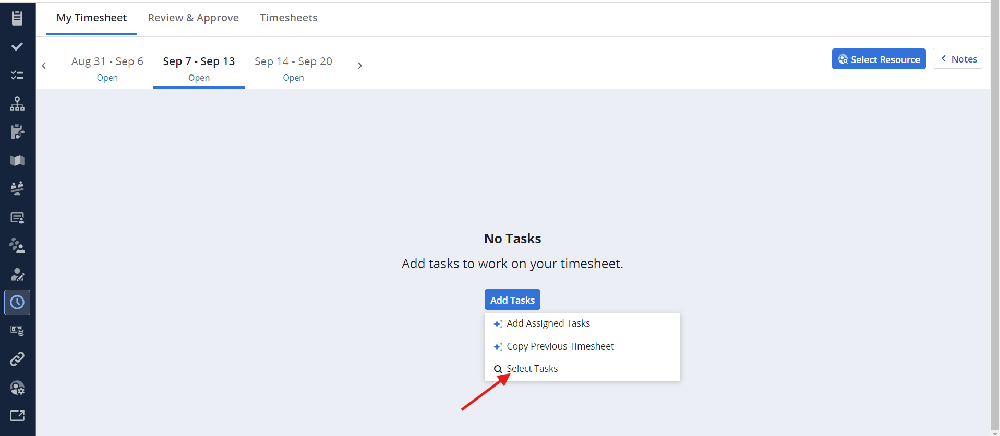 My Timesheet Review & Approve Timesheets
Aug 31 - Sep 6 Sep 7 - Sep 13 Sep 14 - Sep 20
Open Open Open
Select Resource Notes
No Tasks
Add tasks to work on your timesheet.
Add Tasks
Add Assigned Tasks
Copy Previous Timesheet
Select Tasks